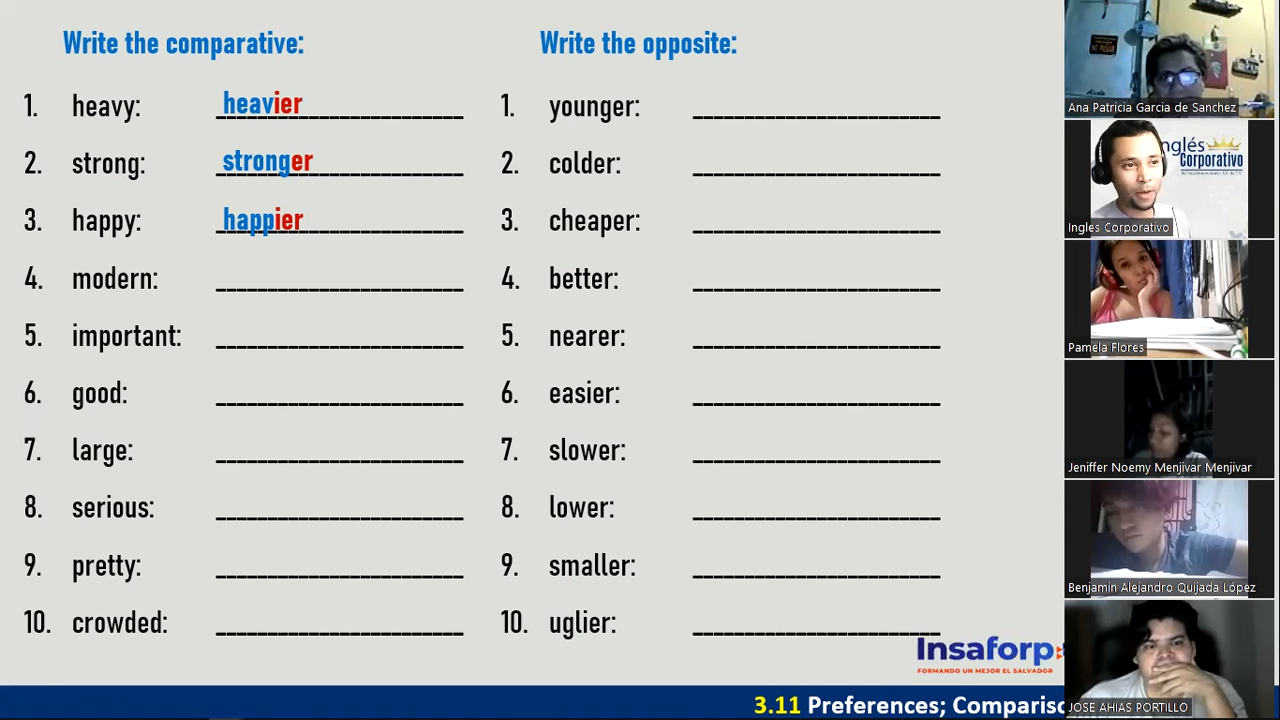 Write the comparative:
1. heavy: heavier
2. strong: stronger
3. happy: happier
4. modern:
5. important:
6. good:
7. large:
8. serious:
9. pretty:
10. crowded:
Write the opposite:
1. younger:
2. colder:
3. cheaper:
4. better:
5. nearer:
6. easier:
7. slower:
8. lower:
9. smaller:
10. uglier:
Insaforp
FORMANDO UN MEJOR EL SALVADOR
3.11 Preferences; Comparisc
NO PASAR
Ana Patricia García de Sanchez
Inglés
Corporativo
Ingles Corporativo
Pamela Flores
Jeniffer Noemy Menjivar Menjivar
Benjamin Alejandro Quijada López
JOSE AHIAS PORTILLO